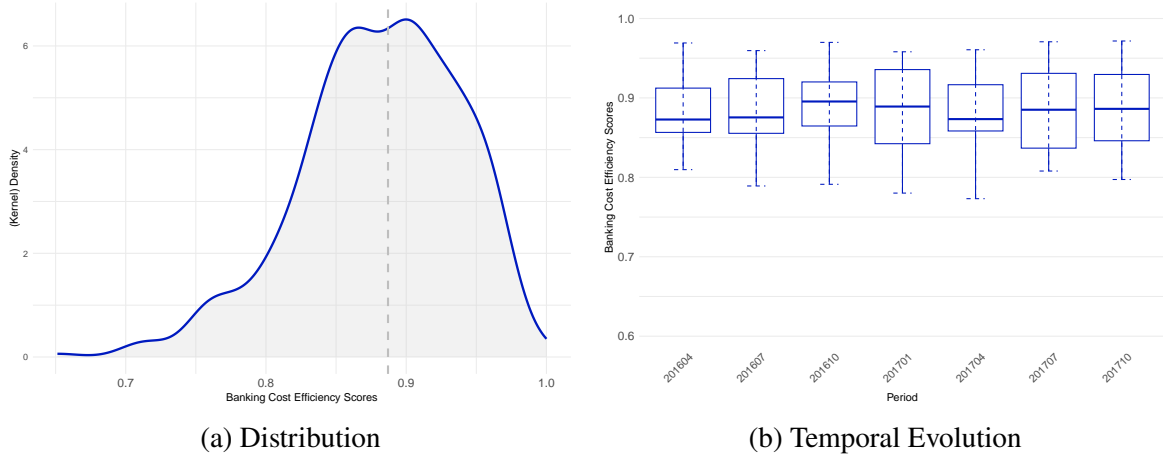 (Kernel) Density
6
4
2
0
0.7 0.8 0.9 1.0
Banking Cost Efficiency Scores
(a) Distribution
Banking Cost Efficiency Scores
1.0
0.9
0.8
0.7
0.6
201604 201607 201610 201701 201704 201707 201710
Period
(b) Temporal Evolution